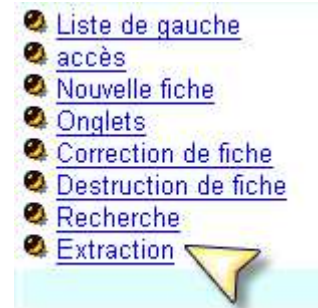 Liste de gauche
accès
Nouvelle fiche
Onglets
Correction de fiche
Destruction de fiche
Recherche
Extraction